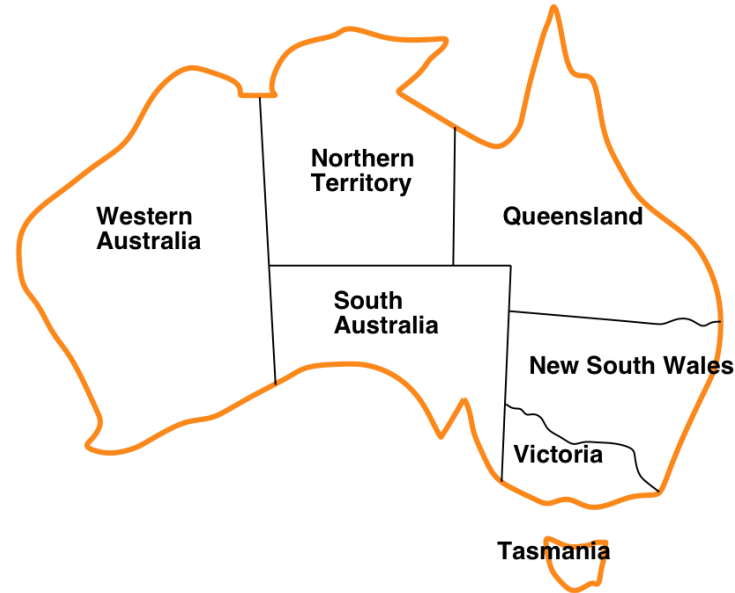 Northern
Territory
Western
Australia
Queensland
South
Australia
New South Wales
Victoria
Tasmania